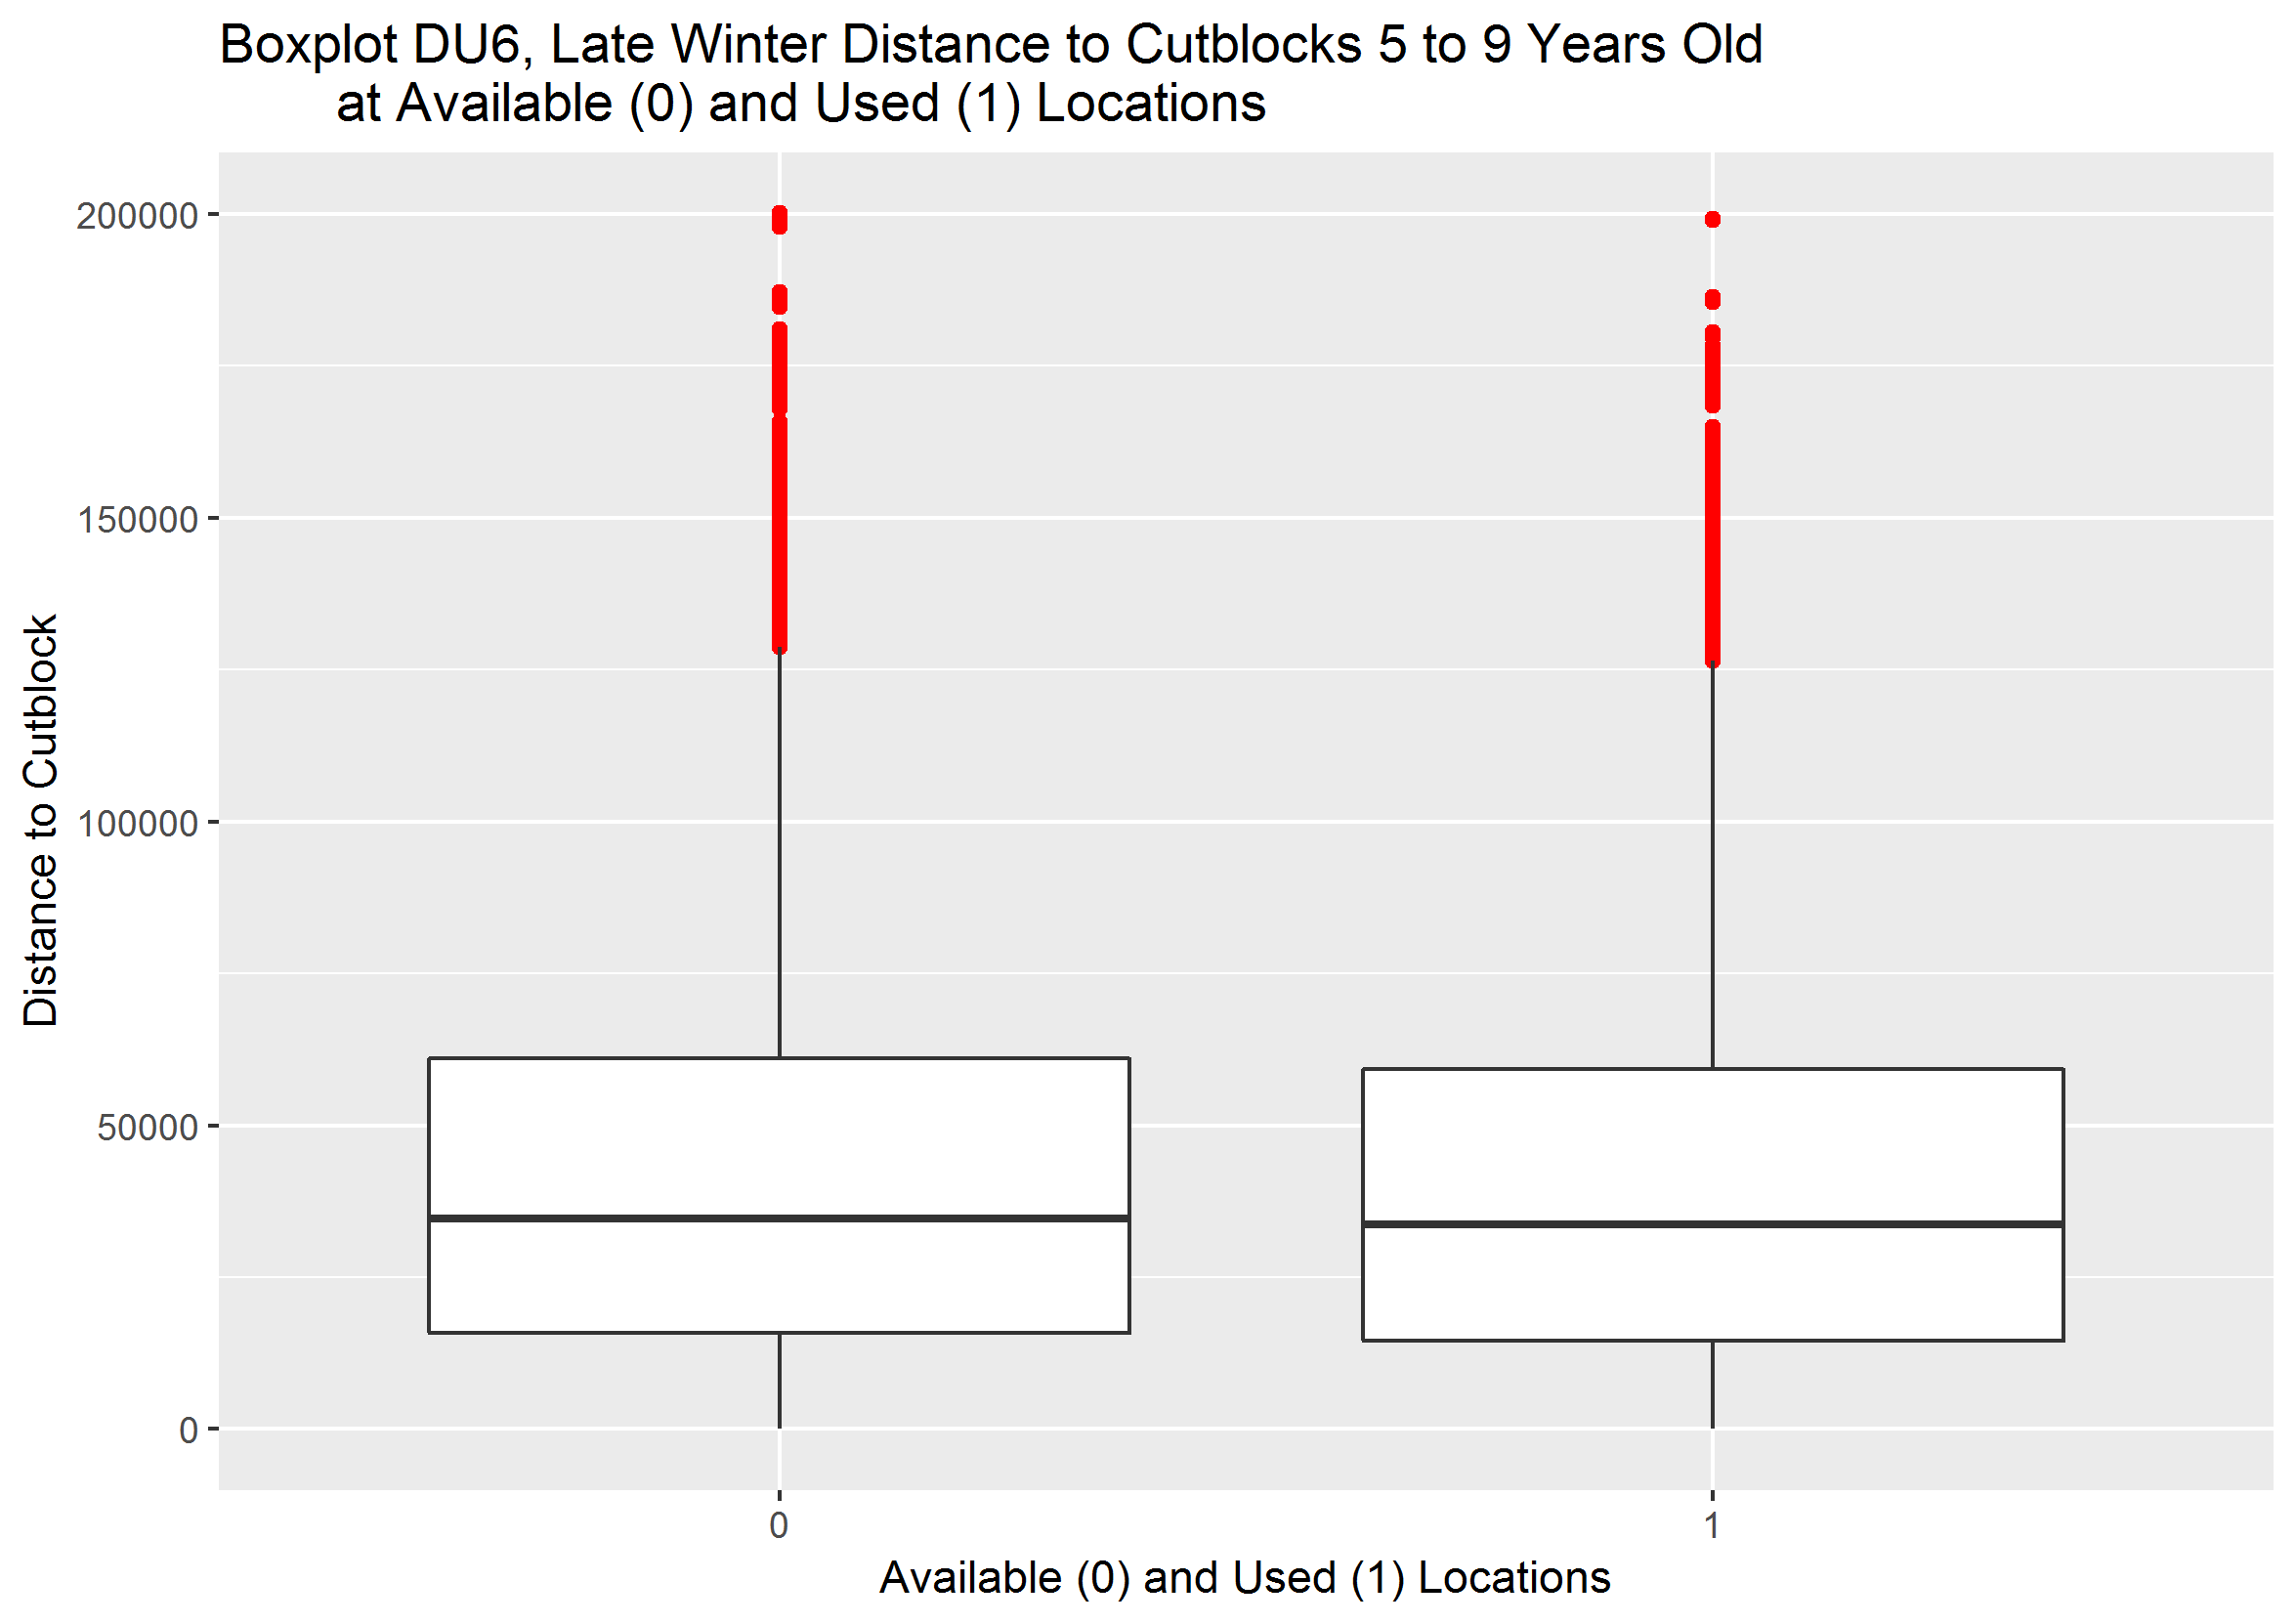 Boxplot DU6, Late Winter Distance to Cutblocks 5 to 9 Years Old
at Available (0) and Used (1) Locations
Distance to Cutblock
200000
150000
100000
50000
0
0
1
Available (0) and Used (1) Locations